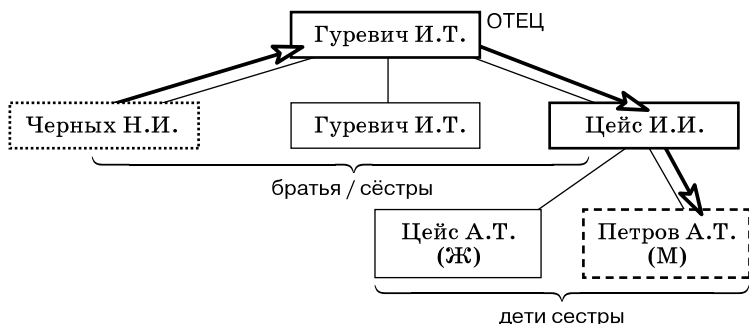 Гуревич И.Т.
ОТЕЦ
Черных Н.И.
Гуревич И.Т.
Цейс И.И.
братья / сёстры
Цейс А.Т.
(Ж)
Петров А.Т.
(М)
дети сестры